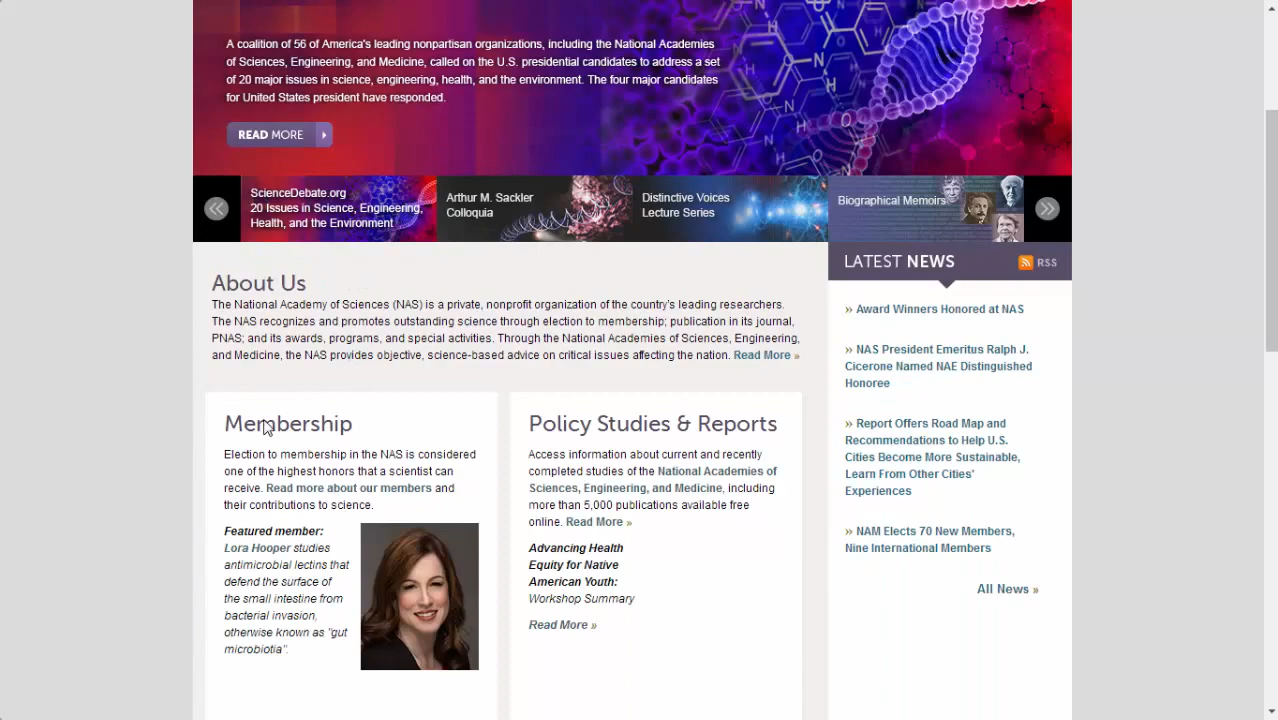 A coalition of 56 of America's leading nonpartisan organizations, including the National Academies
of Sciences, Engineering, and Medicine, called on the U.S. presidential candidates to address a set
of 20 major issues in science, engineering, health, and the environment. The four major candidates
for United States president have responded.
READ MORE
ScienceDebate.org
20 Issues in Science, Engineering,
Health, and the Environment
Arthur M. Sackler
Colloquia
Distinctive Voices
Lecture Series
Biographical Memoirs
About Us
The National Academy of Sciences (NAS) is a private, nonprofit organization of the country's leading researchers.
The NAS recognizes and promotes outstanding science through election to membership; publication in its journal,
PNAS; and its awards, programs, and special activities. Through the National Academies of Sciences, Engineering,
and Medicine, the NAS provides objective, science-based advice on critical issues affecting the nation. Read More »
Membership
Election to membership in the NAS is considered
one of the highest honors that a scientist can
receive. Read more about our members and
their contributions to science.
Featured member:
Lora Hooper studies
antimicrobial lectins that
defend the surface of
the small intestine from
bacterial invasion,
otherwise known as "gut
microbiotia".
Policy Studies & Reports
Access information about current and recently
completed studies of the National Academies of
Sciences, Engineering, and Medicine, including
more than 5,000 publications available free
online. Read More »
Advancing Health
Equity for Native
American Youth:
Workshop Summary
Read More »
LATEST NEWS
RSS
» Award Winners Honored at NAS
» NAS President Emeritus Ralph J.
Cicerone Named NAE Distinguished
Honoree
» Report Offers Road Map and
Recommendations to Help U.S.
Cities Become More Sustainable,
Learn From Other Cities'
Experiences
» NAM Elects 70 New Members,
Nine International Members
All News »